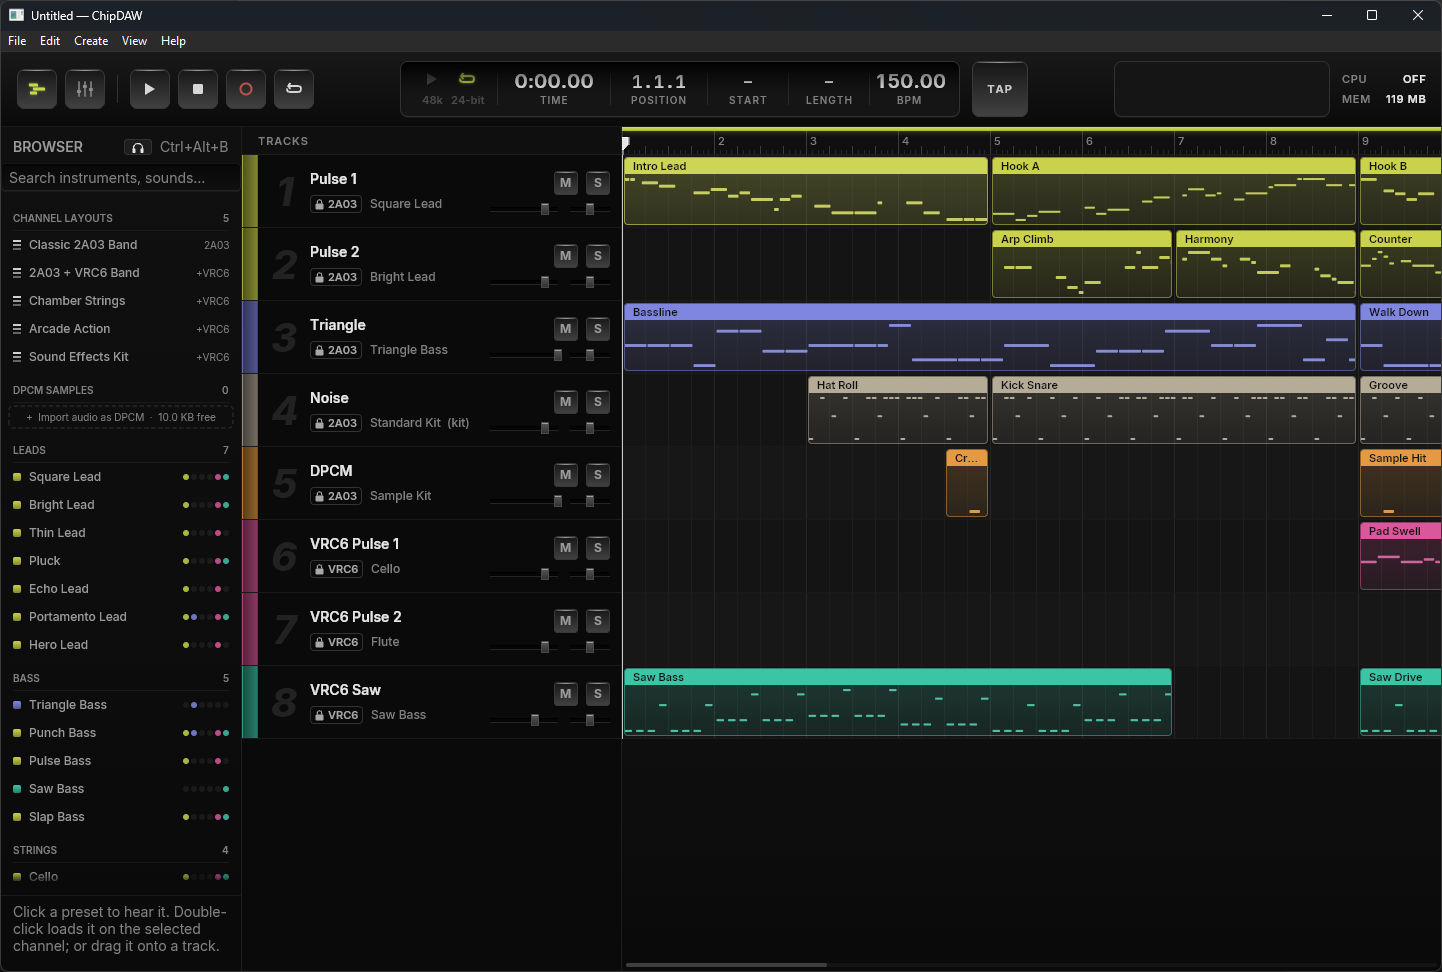 Untitled — ChipDAW
File Edit Create View Help
48k 24-bit
0:00.00
TIME
1.1.1
POSITION
–
START
–
LENGTH
150.00
BPM
TAP
CPU OFF
MEM 119 MB
BROWSER Ctrl+Alt+B
Search instruments, sounds...
CHANNEL LAYOUTS 5
Classic 2A03 Band 2A03
2A03 + VRC6 Band +VRC6
Chamber Strings +VRC6
Arcade Action +VRC6
Sound Effects Kit +VRC6
DPCM SAMPLES 0
+ Import audio as DPCM · 10.0 KB free
LEADS 7
Square Lead
Bright Lead
Thin Lead
Pluck
Echo Lead
Portamento Lead
Hero Lead
BASS 5
Triangle Bass
Punch Bass
Pulse Bass
Saw Bass
Slap Bass
STRINGS 4
Cello
Click a preset to hear it. Double-
click loads it on the selected
channel; or drag it onto a track.
TRACKS
1 Pulse 1 M S
2A03 Square Lead
2 Pulse 2 M S
2A03 Bright Lead
3 Triangle M S
2A03 Triangle Bass
4 Noise M S
2A03 Standard Kit (kit)
5 DPCM M S
2A03 Sample Kit
6 VRC6 Pulse 1 M S
VRC6 Cello
7 VRC6 Pulse 2 M S
VRC6 Flute
8 VRC6 Saw M S
VRC6 Saw Bass
2 3 4 5 6 7 8 9
Intro Lead Hook A Hook B
Arp Climb Harmony Counter
Bassline Walk Down
Hat Roll Kick Snare Groove
Cr... Sample Hit
Pad Swell
Saw Bass Saw Drive